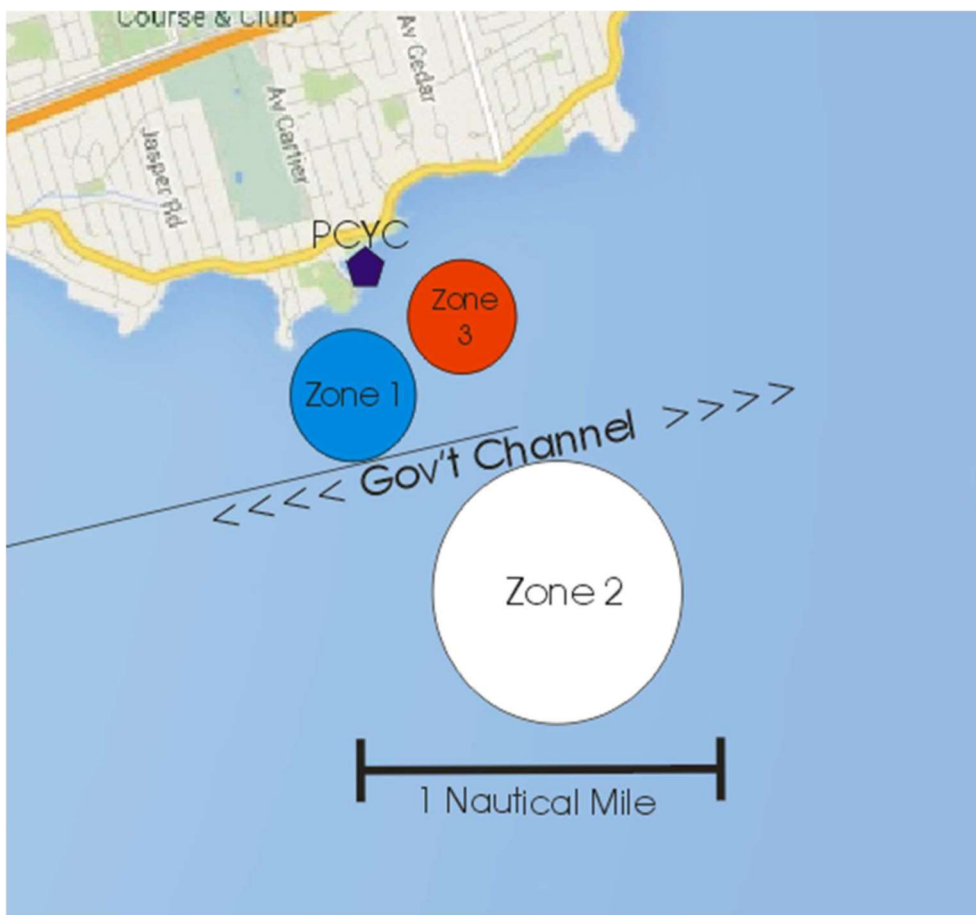 Course & Club
Av Cedar
Av Cartier
Jasper Rd
PCYC
Zone
3
Zone 1
<<<< Gov't Channel >>>>
Zone 2
1 Nautical Mile